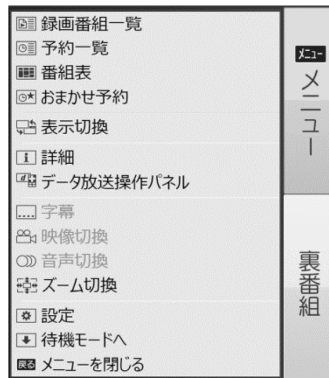 録画番組一覧
予約一覧
番組表
おまかせ予約
表示切換
詳細
データ放送操作パネル
字幕
映像切換
音声切換
ズーム切換
設定
待機モードへ
戻る メニューを閉じる
メニュー
メニュー
裏番組